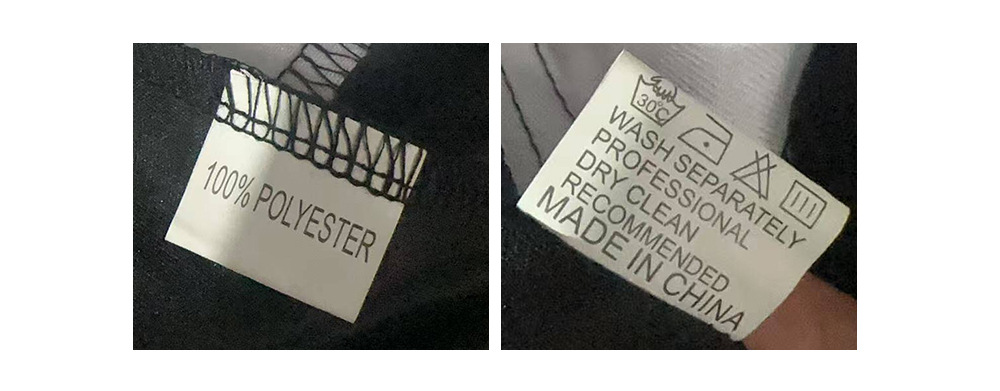 100% POLYESTER
30℃
WASH SEPARATELY
PROFESSIONAL
DRY CLEAN
RECOMMENDED
MADE IN CHINA